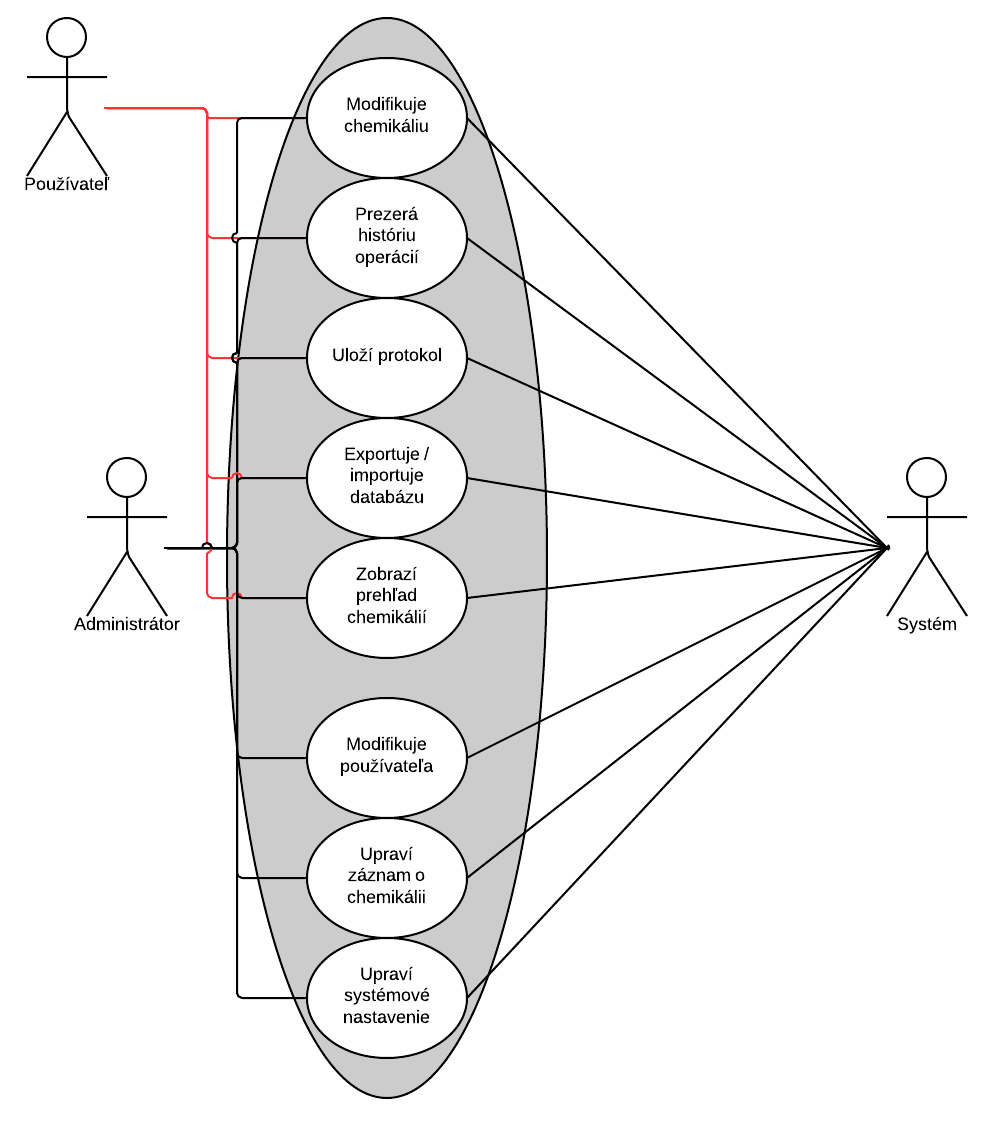 Používateľ
Modifikuje
chemikáliu
Prezerá
históriu
operácií
Uloží protokol
Exportuje /
importuje
databázu
Zobrazí
prehľad
chemikálií
Administrátor
Systém
Modifikuje
používateľa
Upraví
záznam o
chemikálii
Upraví
systémové
nastavenie